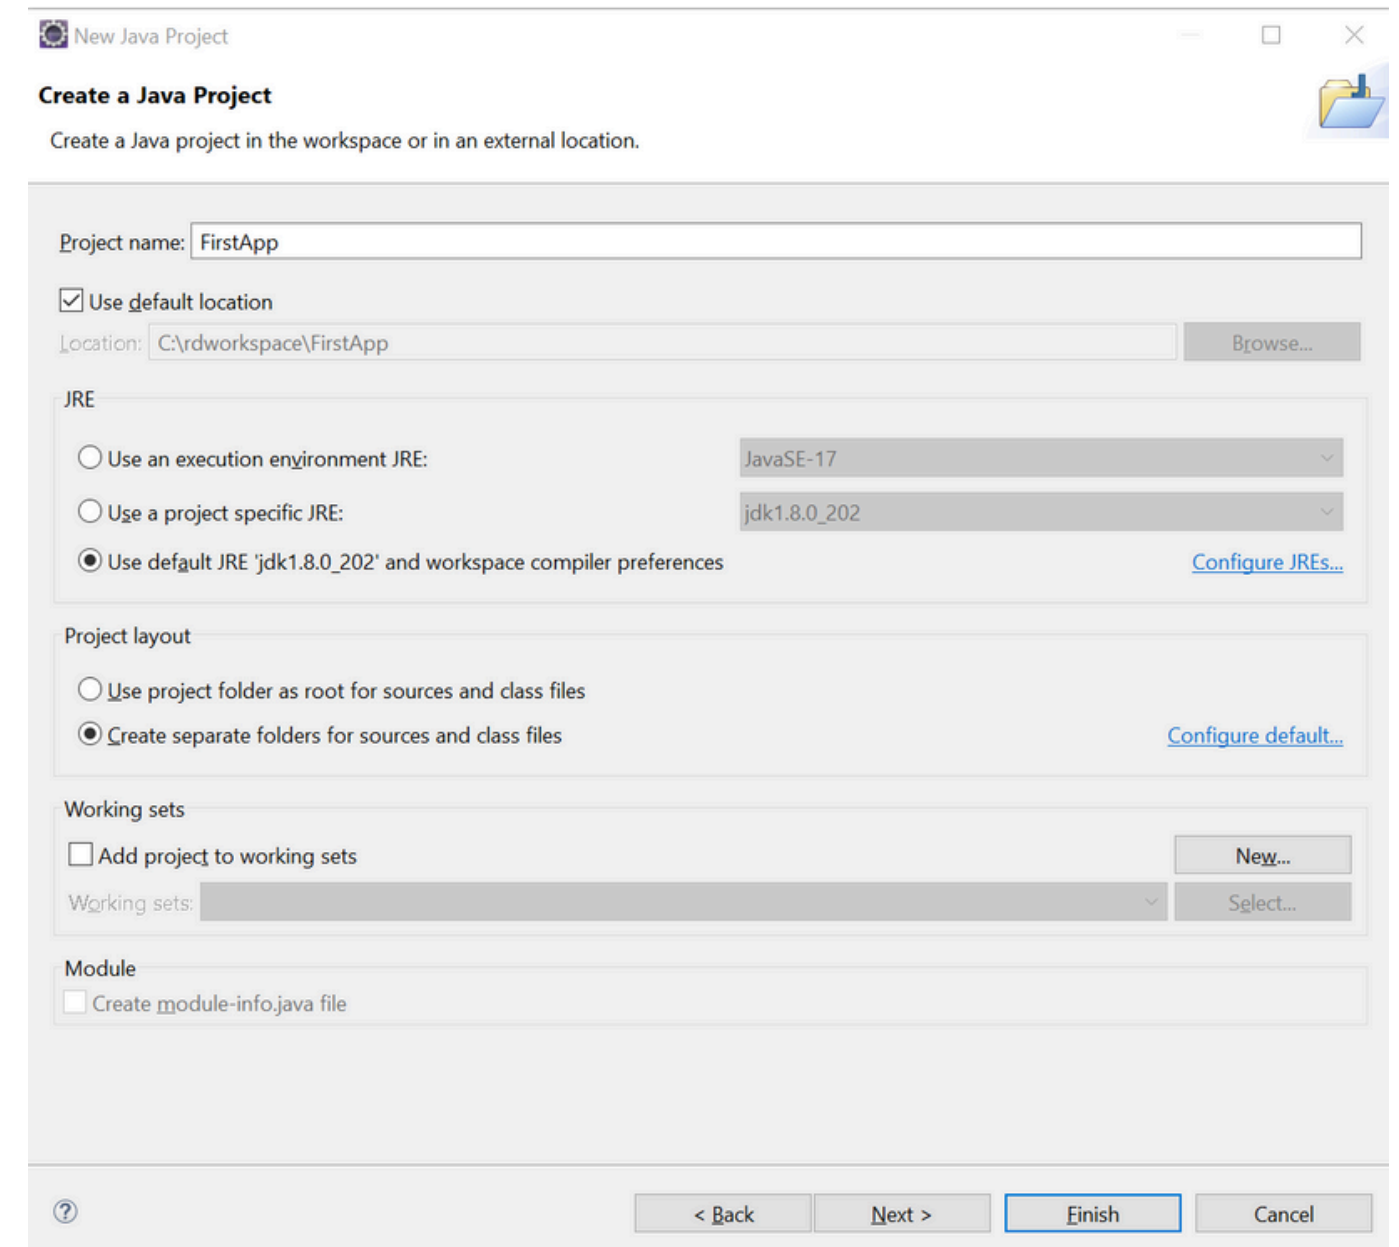 New Java Project
Create a Java Project
Create a Java project in the workspace or in an external location.
Project name: FirstApp
Use default location
Location: C:\rdworkspace\FirstApp Browse...
JRE
Use an execution environment JRE: JavaSE-17
Use a project specific JRE: jdk1.8.0_202
Use default JRE 'jdk1.8.0_202' and workspace compiler preferences Configure JREs...
Project layout
Use project folder as root for sources and class files
Create separate folders for sources and class files Configure default...
Working sets
Add project to working sets New...
Working sets: Select...
Module
Create module-info.java file
? < Back Next > Finish Cancel